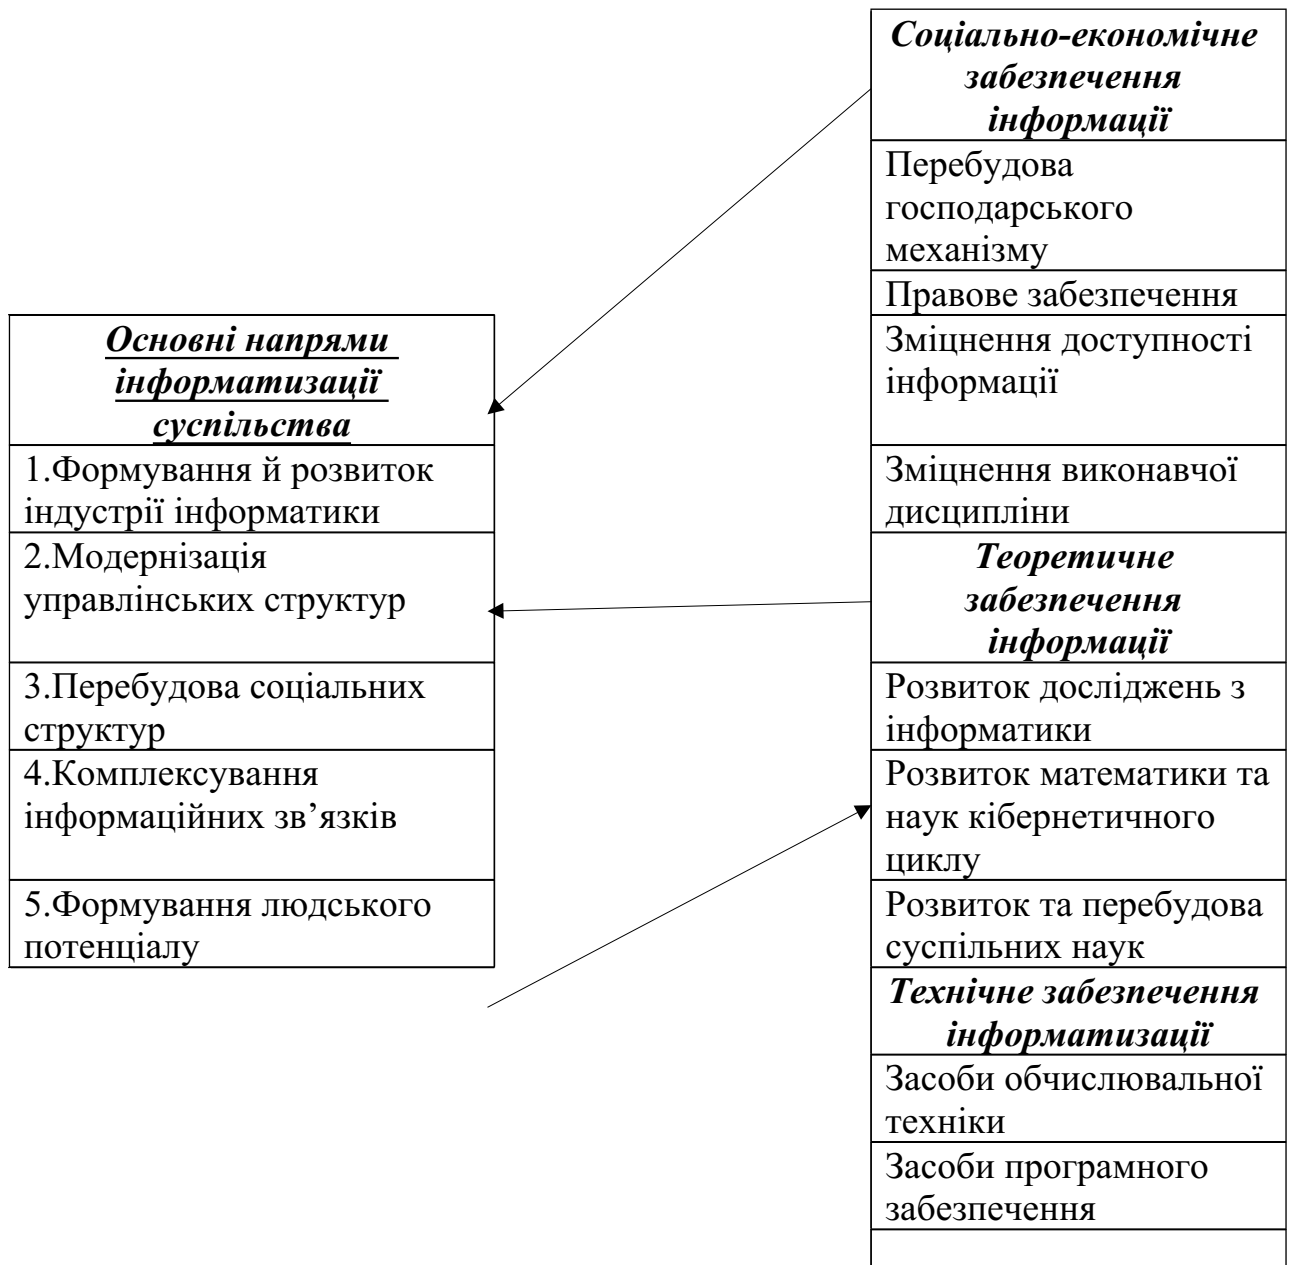 Основні напрями
інформатизації
суспільства
1.Формування й розвиток
індустрії інформатики
2.Модернізація
управлінських структур
3.Перебудова соціальних
структур
4.Комплексування
інформаційних зв’язків
5.Формування людського
потенціалу
Соціально-економічне
забезпечення
інформації
Перебудова
господарського
механізму
Правове забезпечення
Зміцнення доступності
інформації
Зміцнення виконавчої
дисципліни
Теоретичне
забезпечення
інформації
Розвиток досліджень з
інформатики
Розвиток математики та
наук кібернетичного
циклу
Розвиток та перебудова
суспільних наук
Технічне забезпечення
інформатизації
Засоби обчислювальної
техніки
Засоби програмного
забезпечення